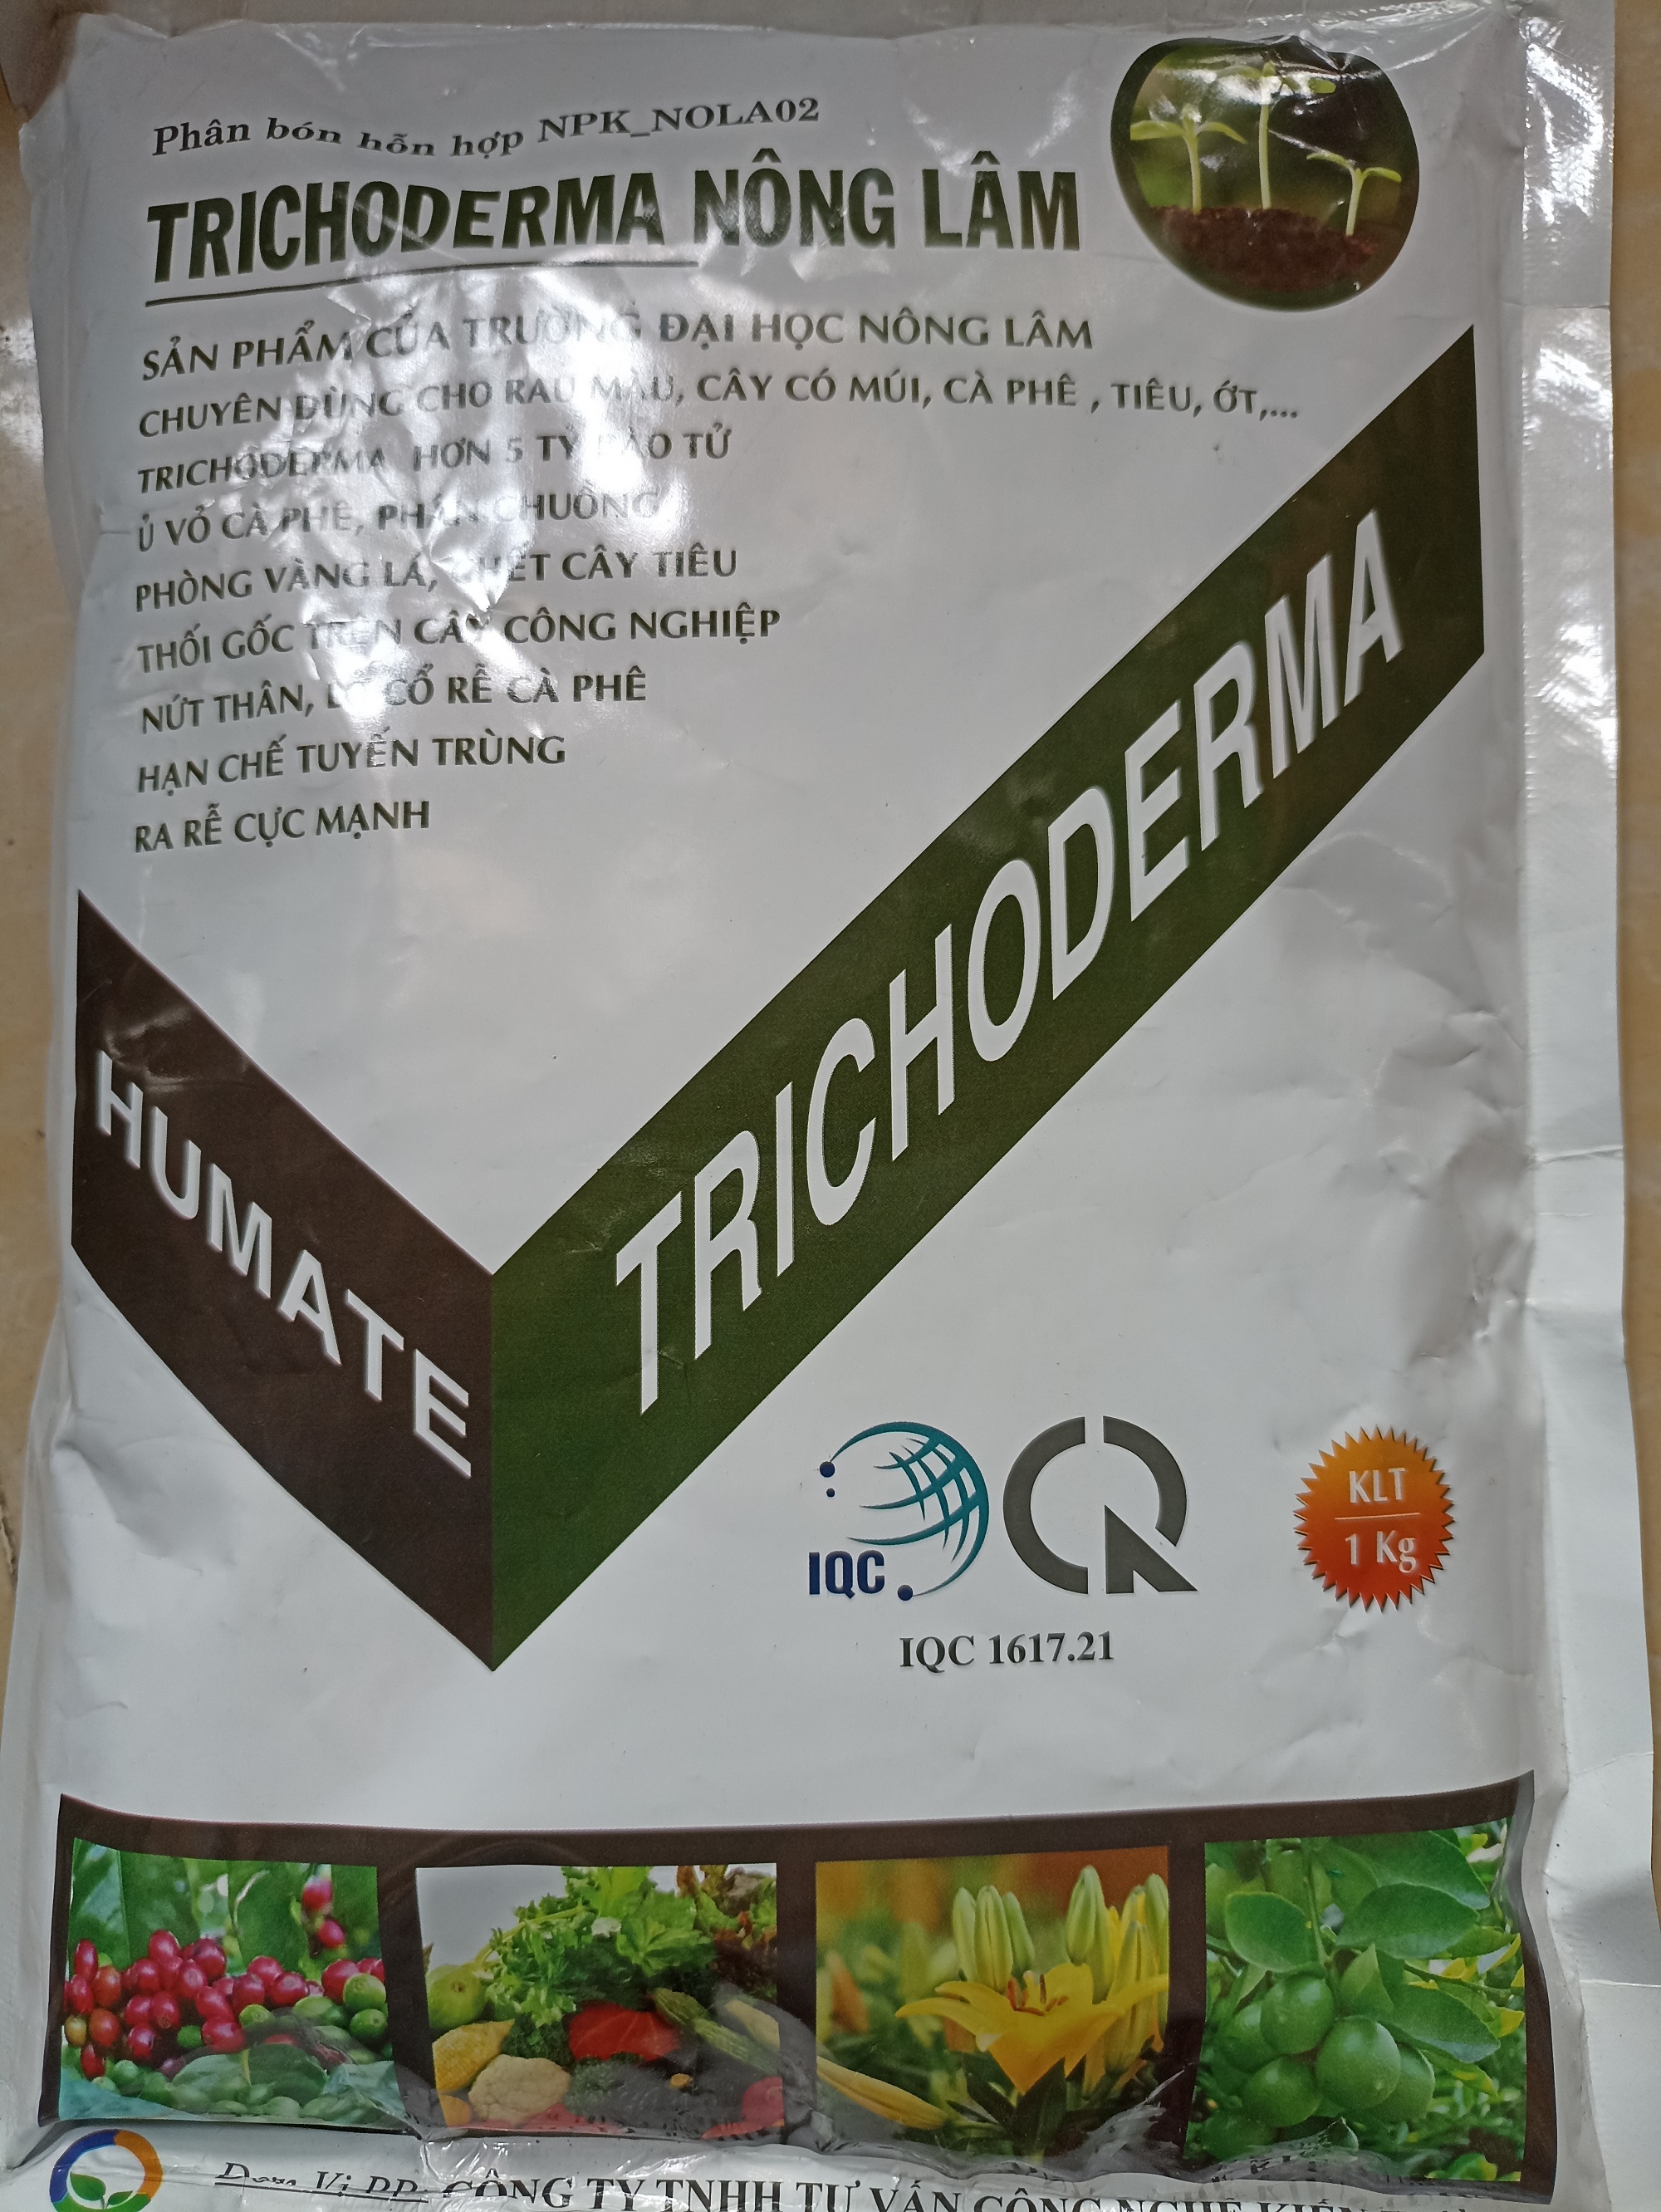 Phân bón hỗn hợp NPK_NOLA02
TRICHODERMA NÔNG LÂM
SẢN PHẨM CỦA TRƯỜNG ĐẠI HỌC NÔNG LÂM
CHUYÊN DÙNG CHO RAU MÀU, CÂY CÓ MÚI, CÀ PHÊ , TIÊU, ỚT,...
TRICHODERMA HƠN 5 TỶ BÀO TỬ
Ủ VỎ CÀ PHÊ, PHÂN CHUỒNG
PHÒNG VÀNG LÁ, CHẾT CÂY TIÊU
THỐI GỐC TRÊN CÂY CÔNG NGHIỆP
NỨT THÂN, CỔ RỄ CÀ PHÊ
HẠN CHẾ TUYẾN TRÙNG
RA RỄ CỰC MẠNH
HUMATE
TRICHODERMA
IQC
KLT
1 Kg
IQC 1617.21
Đơn Vị PP: CÔNG TY TNHH TƯ VẤN CÔNG NGHỆ